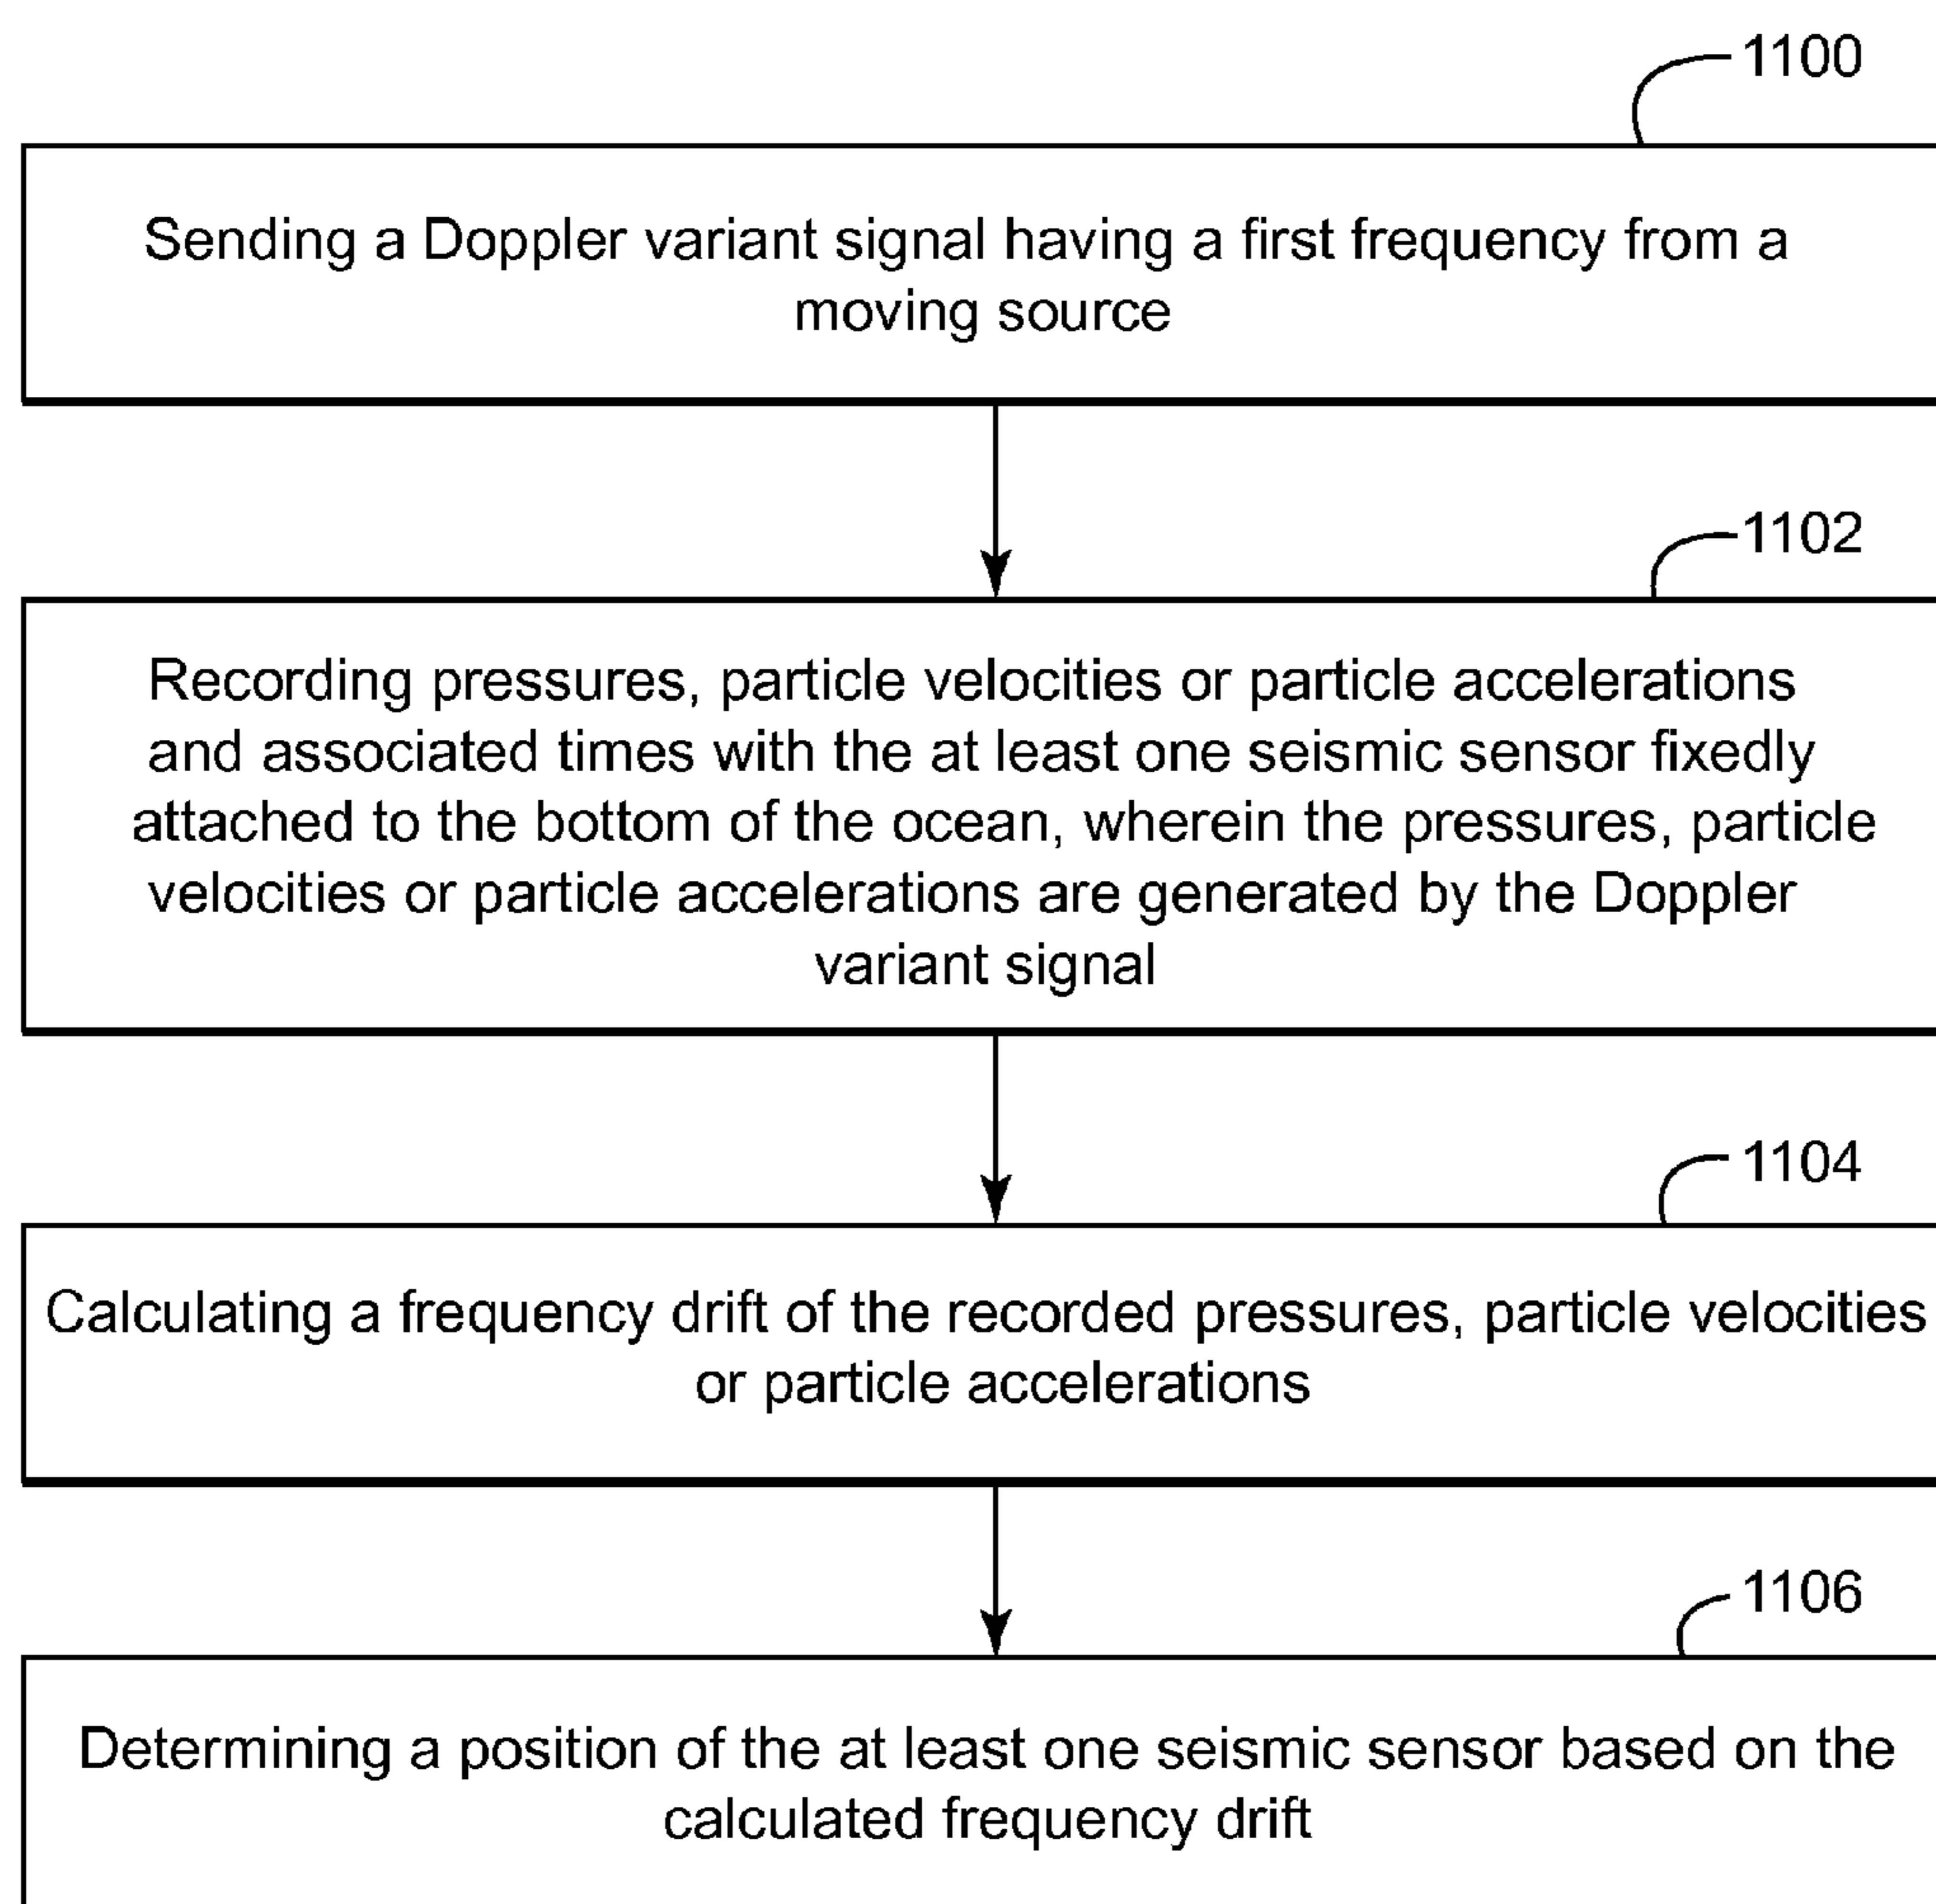 1100
Sending a Doppler variant signal having a first frequency from a
moving source
1102
Recording pressures, particle velocities or particle accelerations
and associated times with the at least one seismic sensor fixedly
attached to the bottom of the ocean, wherein the pressures, particle
velocities or particle accelerations are generated by the Doppler
variant signal
1104
Calculating a frequency drift of the recorded pressures, particle velocities
or particle accelerations
1106
Determining a position of the at least one seismic sensor based on the
calculated frequency drift